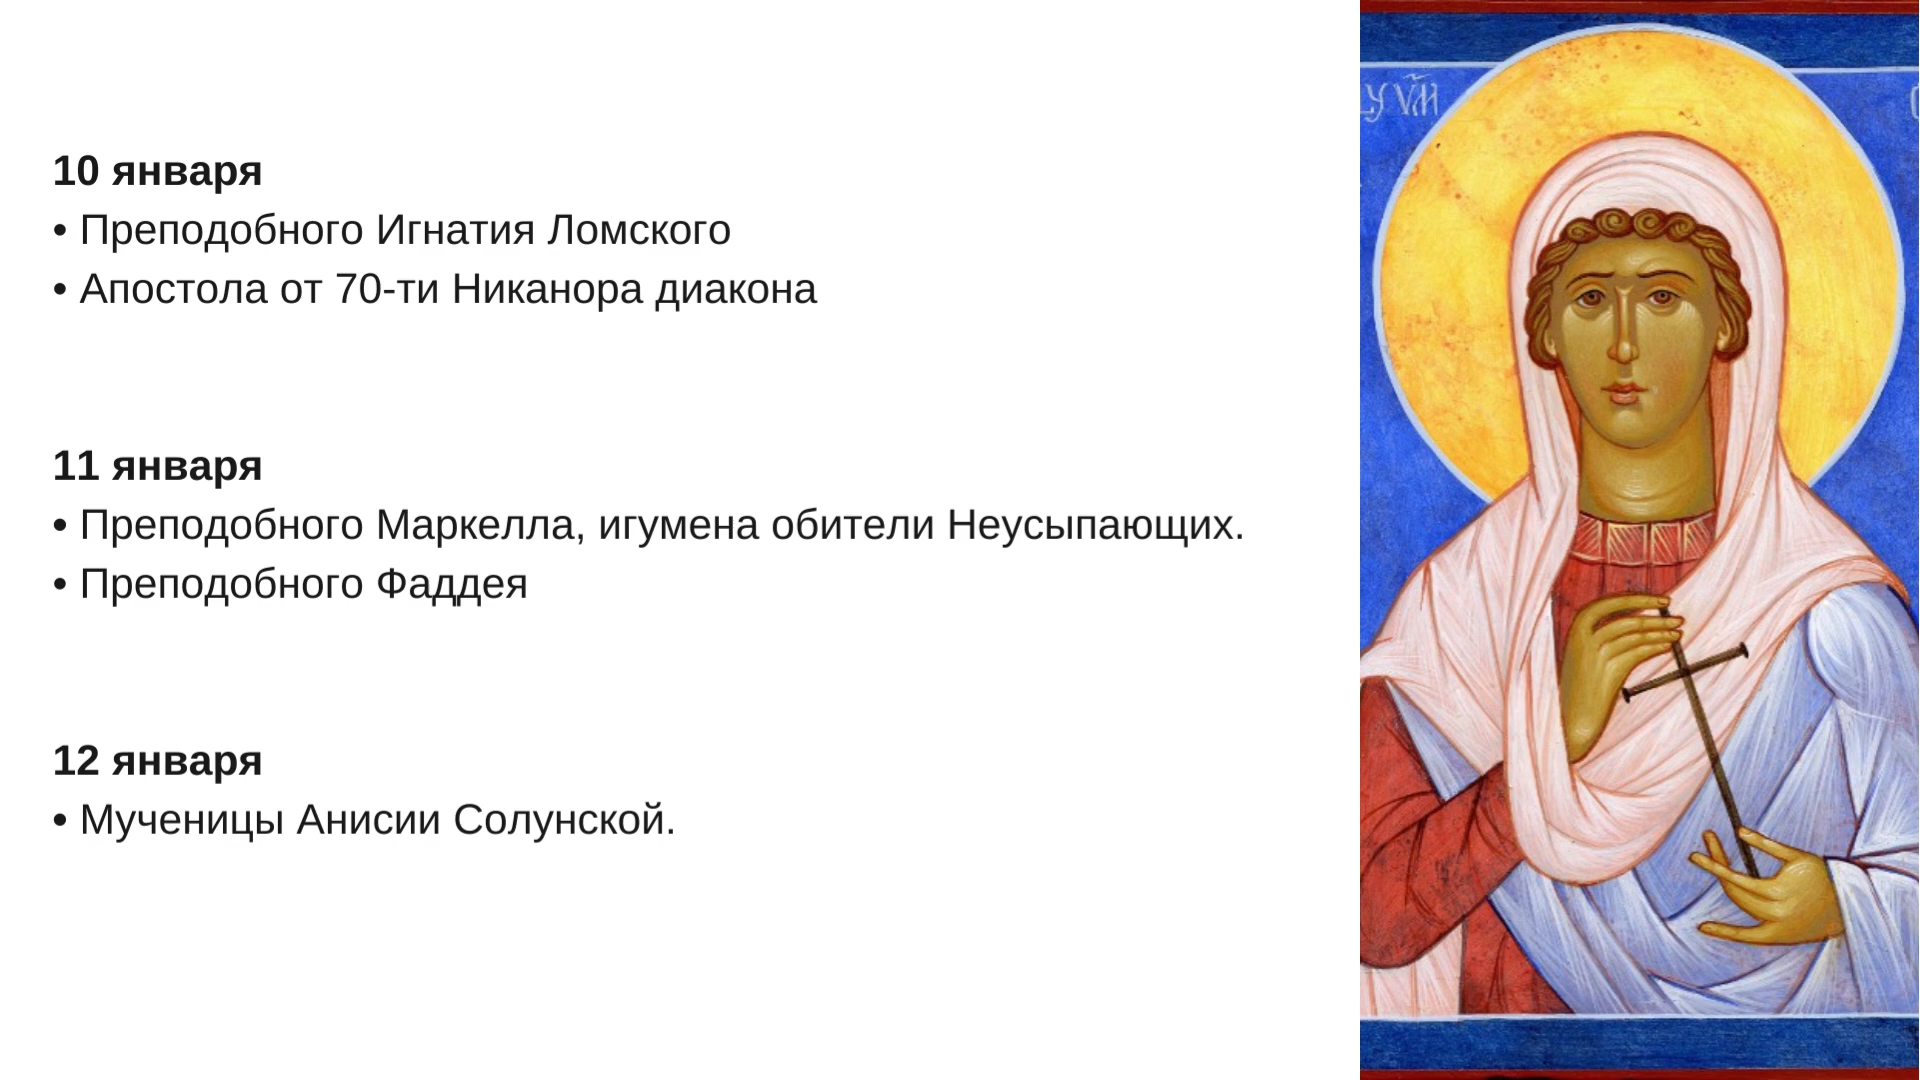 10 января
• Преподобного Игнатия Ломского
• Апостола от 70-ти Никанора диакона
11 января
• Преподобного Маркелла, игумена обители Неусыпающих.
• Преподобного Фаддея
12 января
• Мученицы Анисии Солунской.